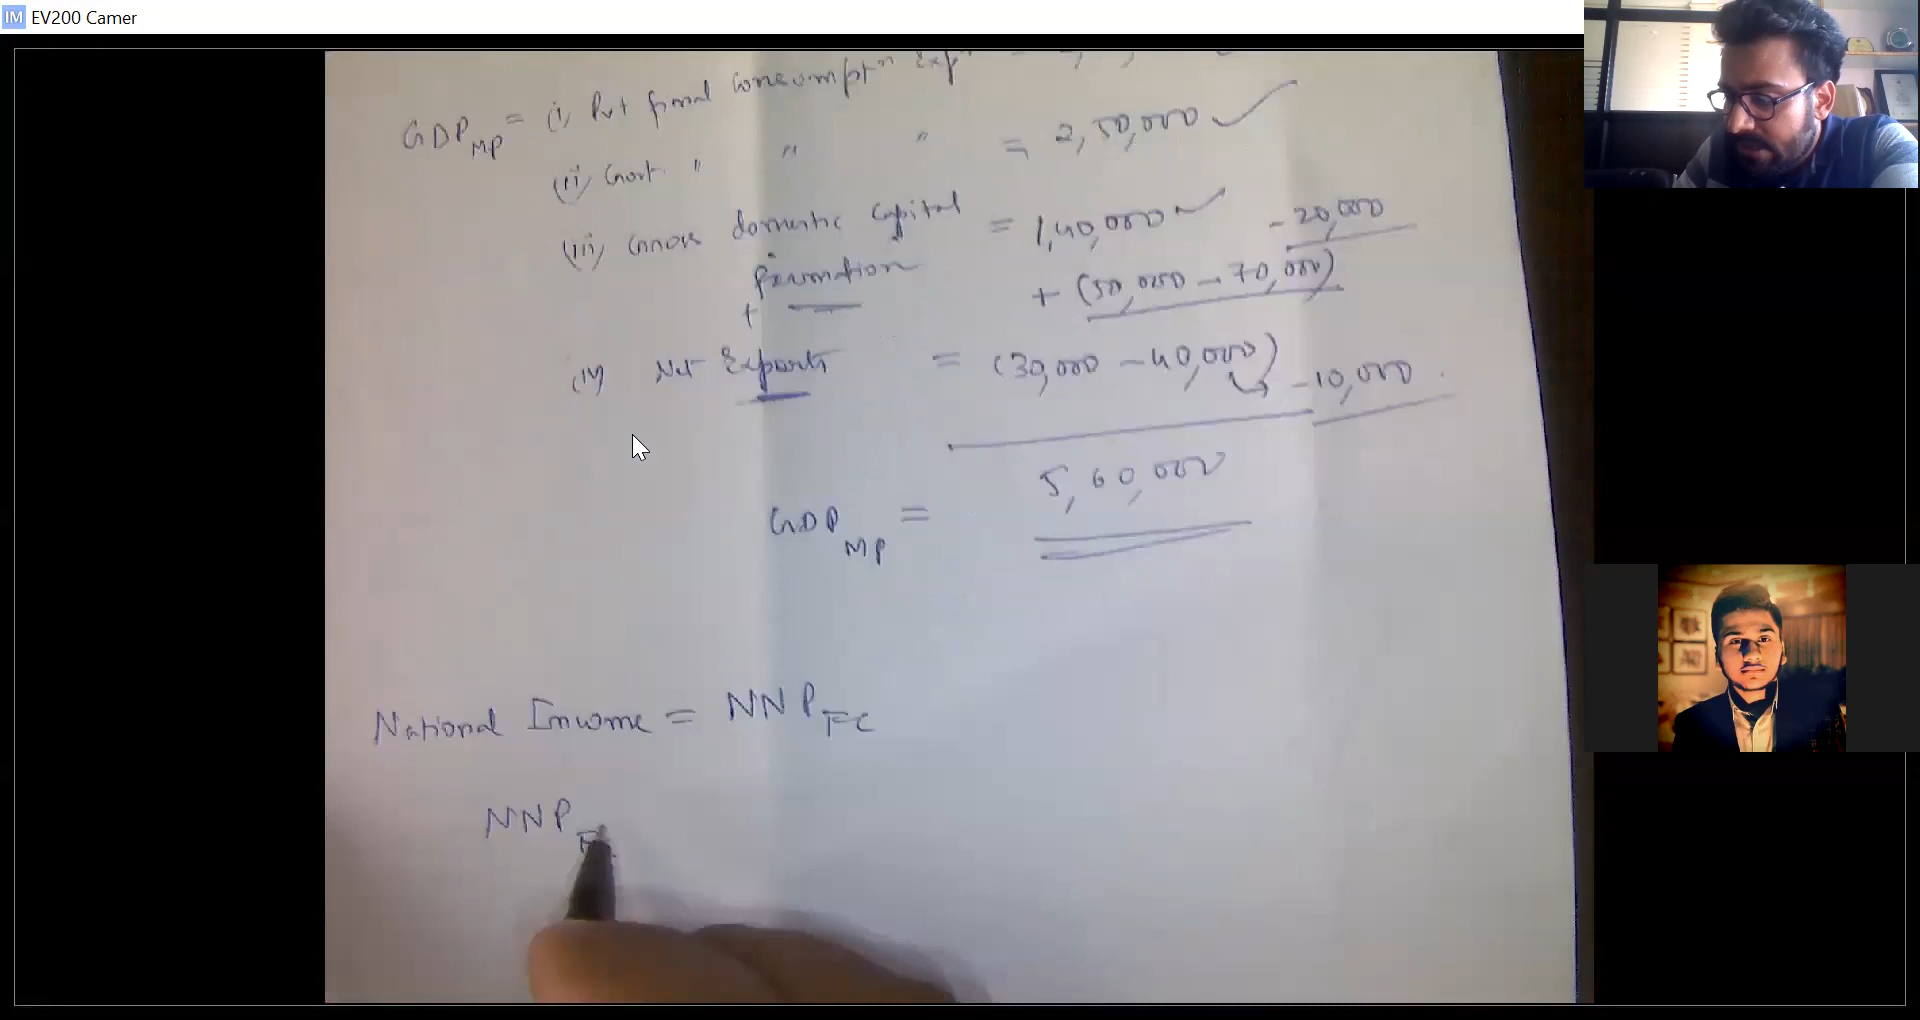 IM EV200 Camer
GDP MP = (i) Pvt final consumptⁿ Expⁿ =
(ii) Govt. " " " = 2,50,000 ✓
(iii) Gross domestic capital = 1,40,000 ✓ - 20,000
formation + (50,000 - 70,000)
+
(iv) Net Exports = (30,000 - 40,000) ↳ -10,000
5,60,000
GDP MP =
National Income = NNP FC
NNP F